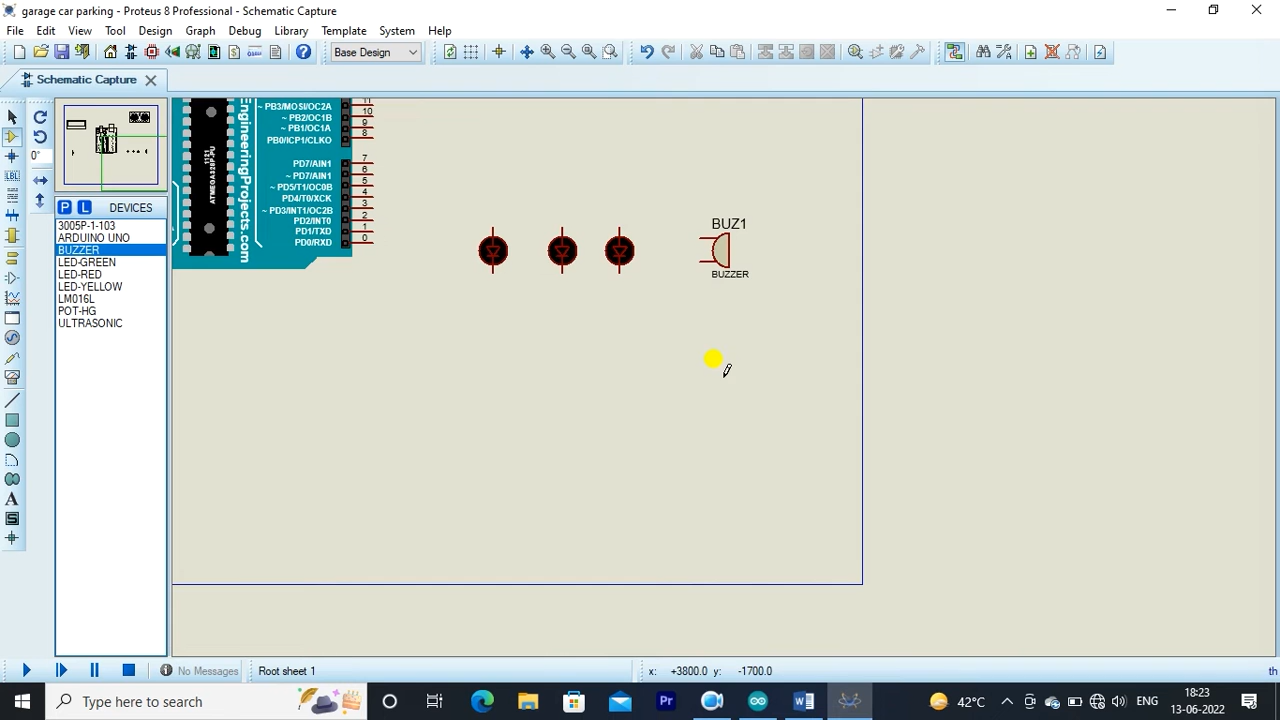 garage car parking - Proteus 8 Professional - Schematic Capture
File Edit View Tool Design Graph Debug Library Template System Help
Base Design
Schematic Capture
0°
P L DEVICES
3005P-1-103
ARDUINO UNO
BUZZER
LED-GREEN
LED-RED
LED-YELLOW
LM016L
POT-HG
ULTRASONIC
EngineeringProjects.com
1121
ATMEGA328P-PU
11
~ PB3/MOSI/OC2A
10
~ PB2/OC1B
9
~ PB1/OC1A
8
PB0/ICP1/CLKO
7
PD7/AIN1
6
~ PD7/AIN1
5
~ PD5/T1/OC0B
4
PD4/T0/XCK
3
~ PD3/INT1/OC2B
2
PD2/INT0
1
PD1/TXD
0
PD0/RXD
BUZ1
BUZZER
No Messages Root sheet 1 x: +3800.0 y: -1700.0 th
Type here to search
42°C ENG 18:23
13-06-2022